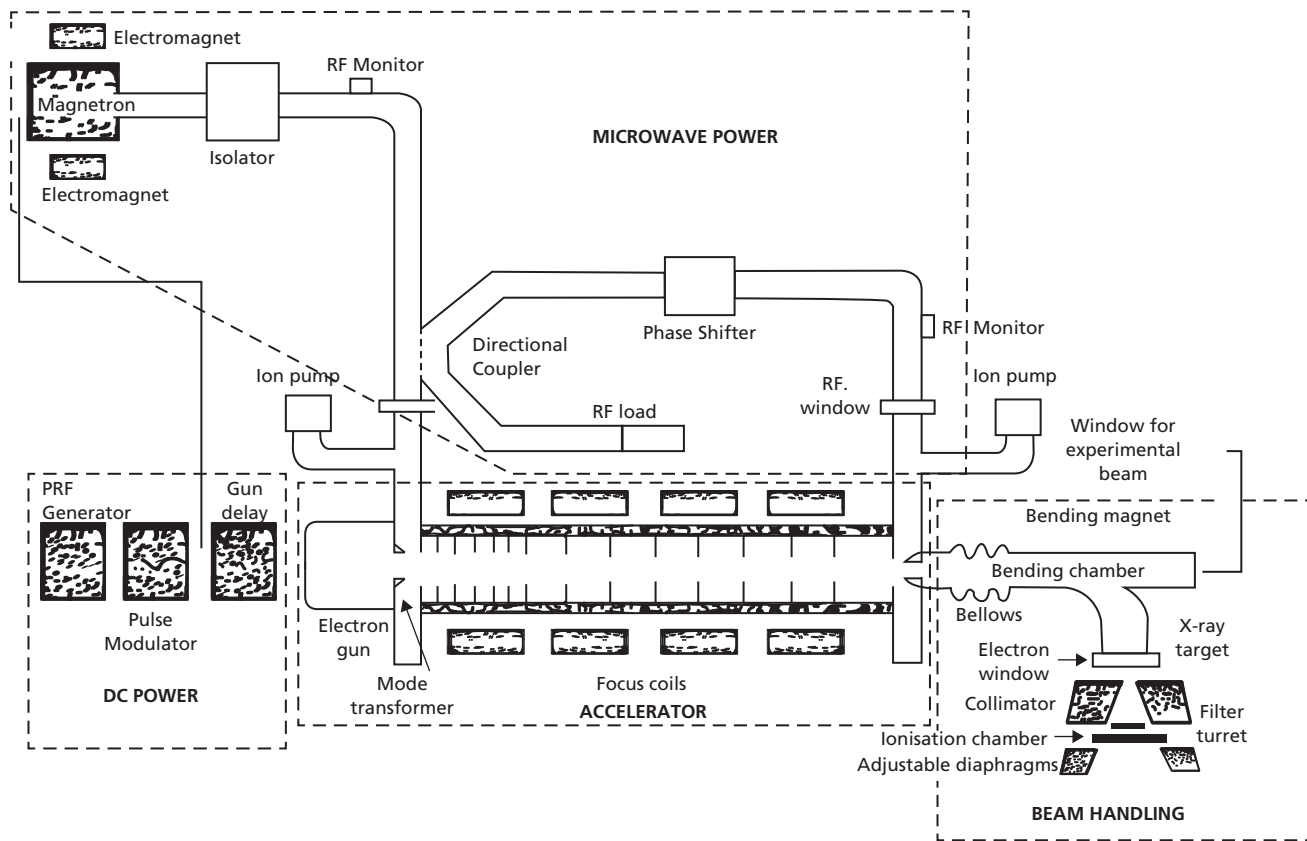 Electromagnet
RF Monitor
Magnetron
Isolator
Electromagnet
MICROWAVE POWER
Phase Shifter
RF Monitor
Directional
Coupler
Ion pump
RF.
window
Ion pump
RF load
Window for
experimental
beam
PRF
Generator
Gun
delay
Pulse
Modulator
DC POWER
Electron
gun
Mode
transformer
Focus coils
ACCELERATOR
Bending magnet
Bending chamber
Bellows
X-ray
target
Electron
window
Collimator
Filter
turret
Ionisation chamber
Adjustable diaphragms
BEAM HANDLING